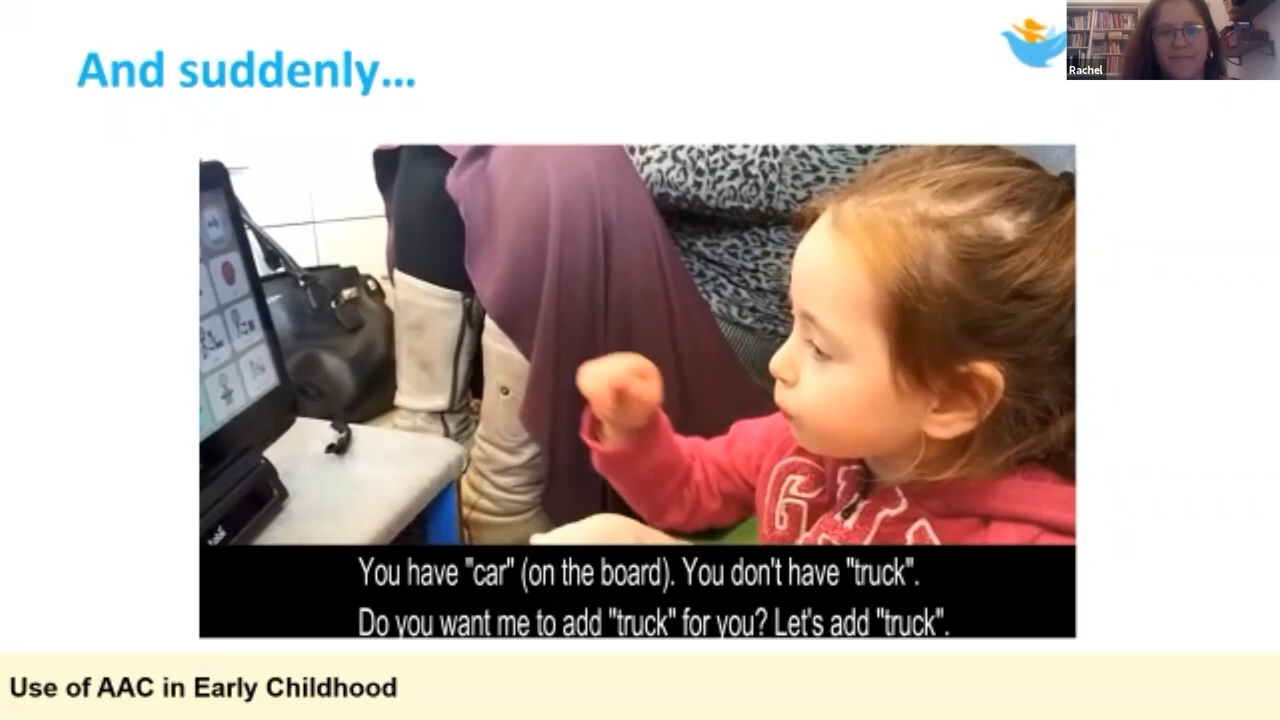 And suddenly...
Rachel
You have "car" (on the board). You don't have "truck".
Do you want me to add "truck" for you? Let's add "truck".
Use of AAC in Early Childhood